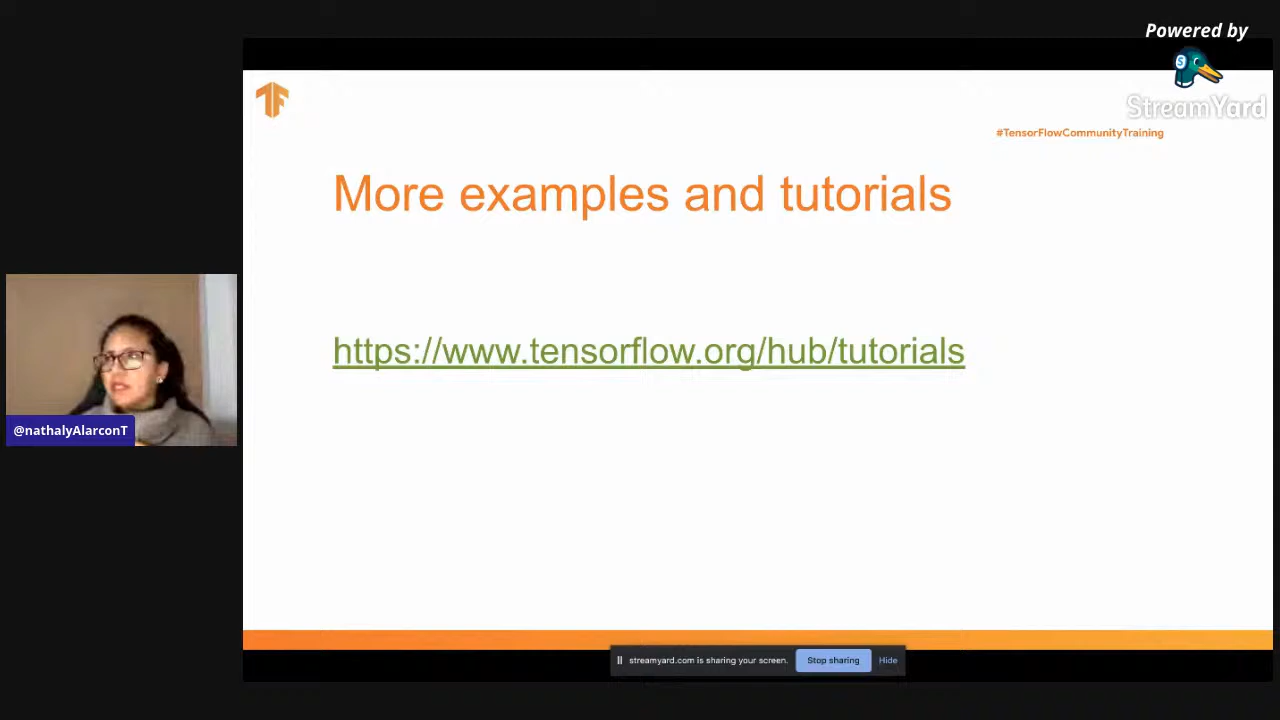 Powered by
StreamYard
#TensorFlowCommunityTraining
More examples and tutorials
https://www.tensorflow.org/hub/tutorials
@nathalyAlarconT
streamyard.com is sharing your screen.
Stop sharing
Hide